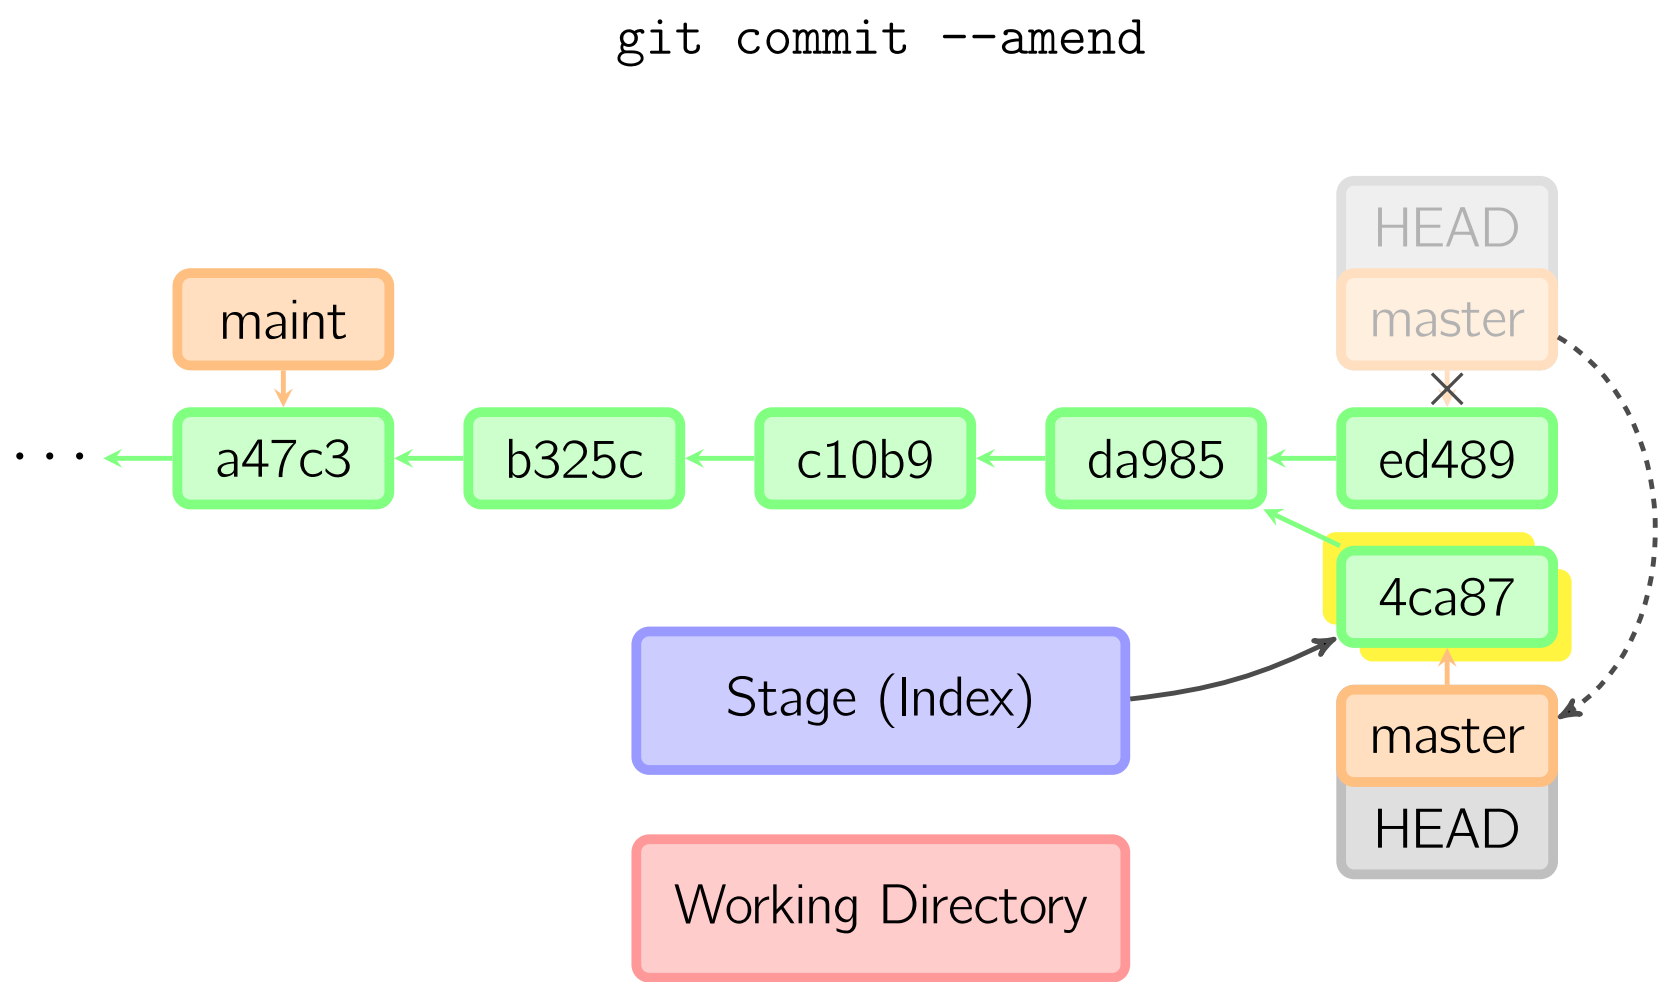 git commit --amend
HEAD
maint
master
... a47c3 b325c c10b9 da985 ed489
4ca87
Stage (Index)
master
HEAD
Working Directory